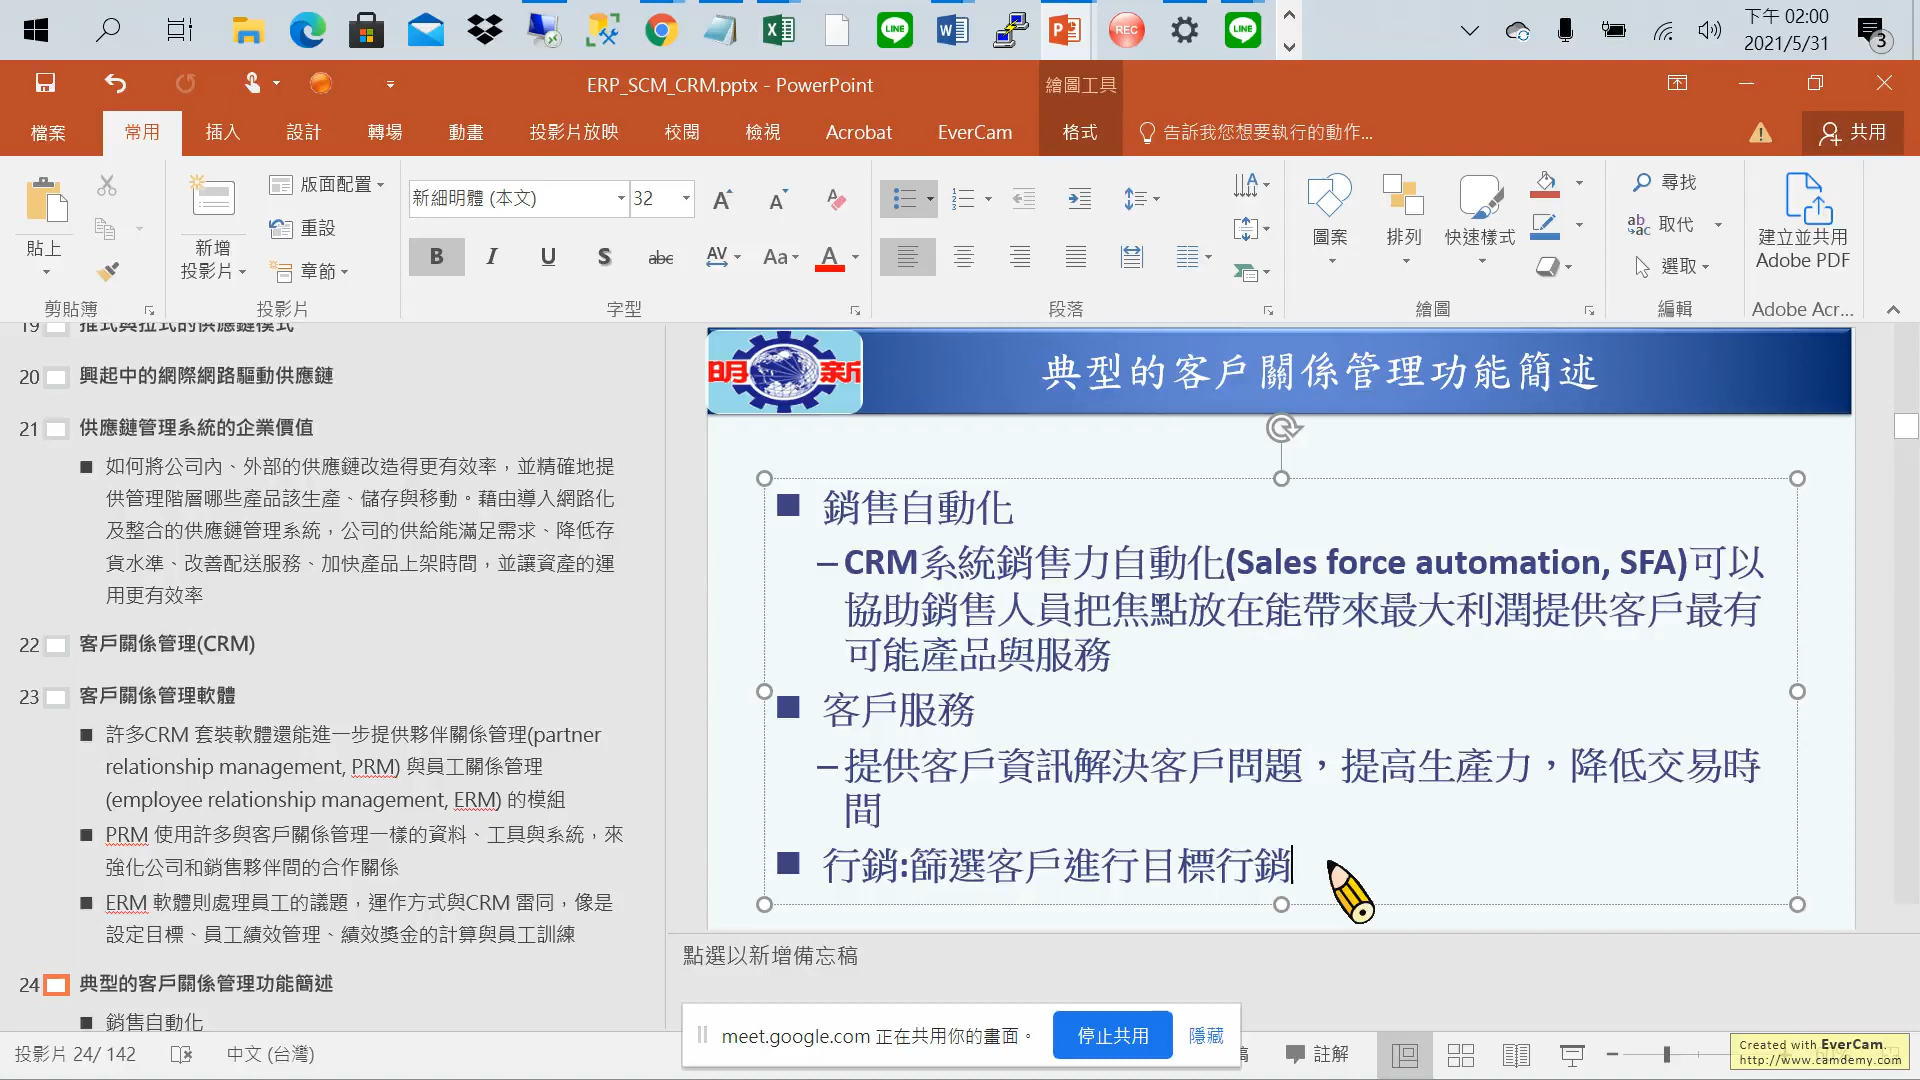 下午 02:00
2021/5/31
3
LINE
REC
LINE
ERP_SCM_CRM.pptx - PowerPoint
繪圖工具
檔案
常用
插入
設計
轉場
動畫
投影片放映
校閱
檢視
Acrobat
EverCam
格式
告訴我您想要執行的動作...
共用
貼上
剪貼簿
新增
投影片
版面配置
重設
章節
投影片
新細明體 (本文)
32
B I U S abc AV Aa A
字型
段落
圖案
排列
快速樣式
繪圖
尋找
取代
選取
編輯
建立並共用
Adobe PDF
Adobe Acr...
19 推式與拉式的供應鏈模式
20 興起中的網際網路驅動供應鏈
21 供應鏈管理系統的企業價值
如何將公司內、外部的供應鏈改造得更有效率，並精確地提
供管理階層哪些產品該生產、儲存與移動。藉由導入網路化
及整合的供應鏈管理系統，公司的供給能滿足需求、降低存
貨水準、改善配送服務、加快產品上架時間，並讓資產的運
用更有效率
22 客戶關係管理(CRM)
23 客戶關係管理軟體
許多CRM 套裝軟體還能進一步提供夥伴關係管理(partner
relationship management, PRM) 與員工關係管理
(employee relationship management, ERM) 的模組
PRM 使用許多與客戶關係管理一樣的資料、工具與系統，來
強化公司和銷售夥伴間的合作關係
ERM 軟體則處理員工的議題，運作方式與CRM 雷同，像是
設定目標、員工績效管理、績效獎金的計算與員工訓練
24 典型的客戶關係管理功能簡述
銷售自動化
明新
典型的客戶關係管理功能簡述
銷售自動化
–CRM系統銷售力自動化(Sales force automation, SFA)可以
協助銷售人員把焦點放在能帶來最大利潤提供客戶最有
可能產品與服務
客戶服務
–提供客戶資訊解決客戶問題，提高生產力，降低交易時
間
行銷:篩選客戶進行目標行銷
點選以新增備忘稿
meet.google.com 正在共用你的畫面。
停止共用
隱藏
投影片 24/ 142
中文 (台灣)
註解
Created with EverCam.
http://www.camdemy.com